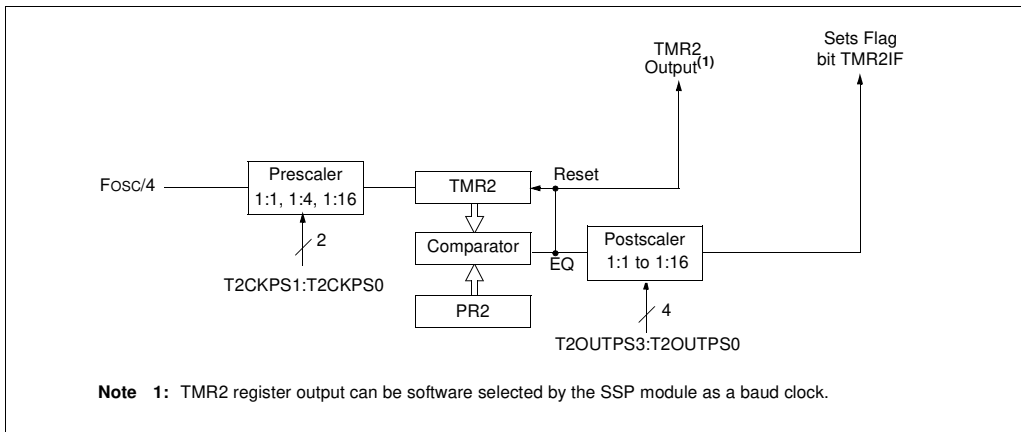 TMR2
Output(1)
Sets Flag
bit TMR2IF
FOSC/4
Prescaler
1:1, 1:4, 1:16
2
T2CKPS1:T2CKPS0
TMR2
Reset
Comparator
EQ
PR2
Postscaler
1:1 to 1:16
4
T2OUTPS3:T2OUTPS0
Note 1: TMR2 register output can be software selected by the SSP module as a baud clock.